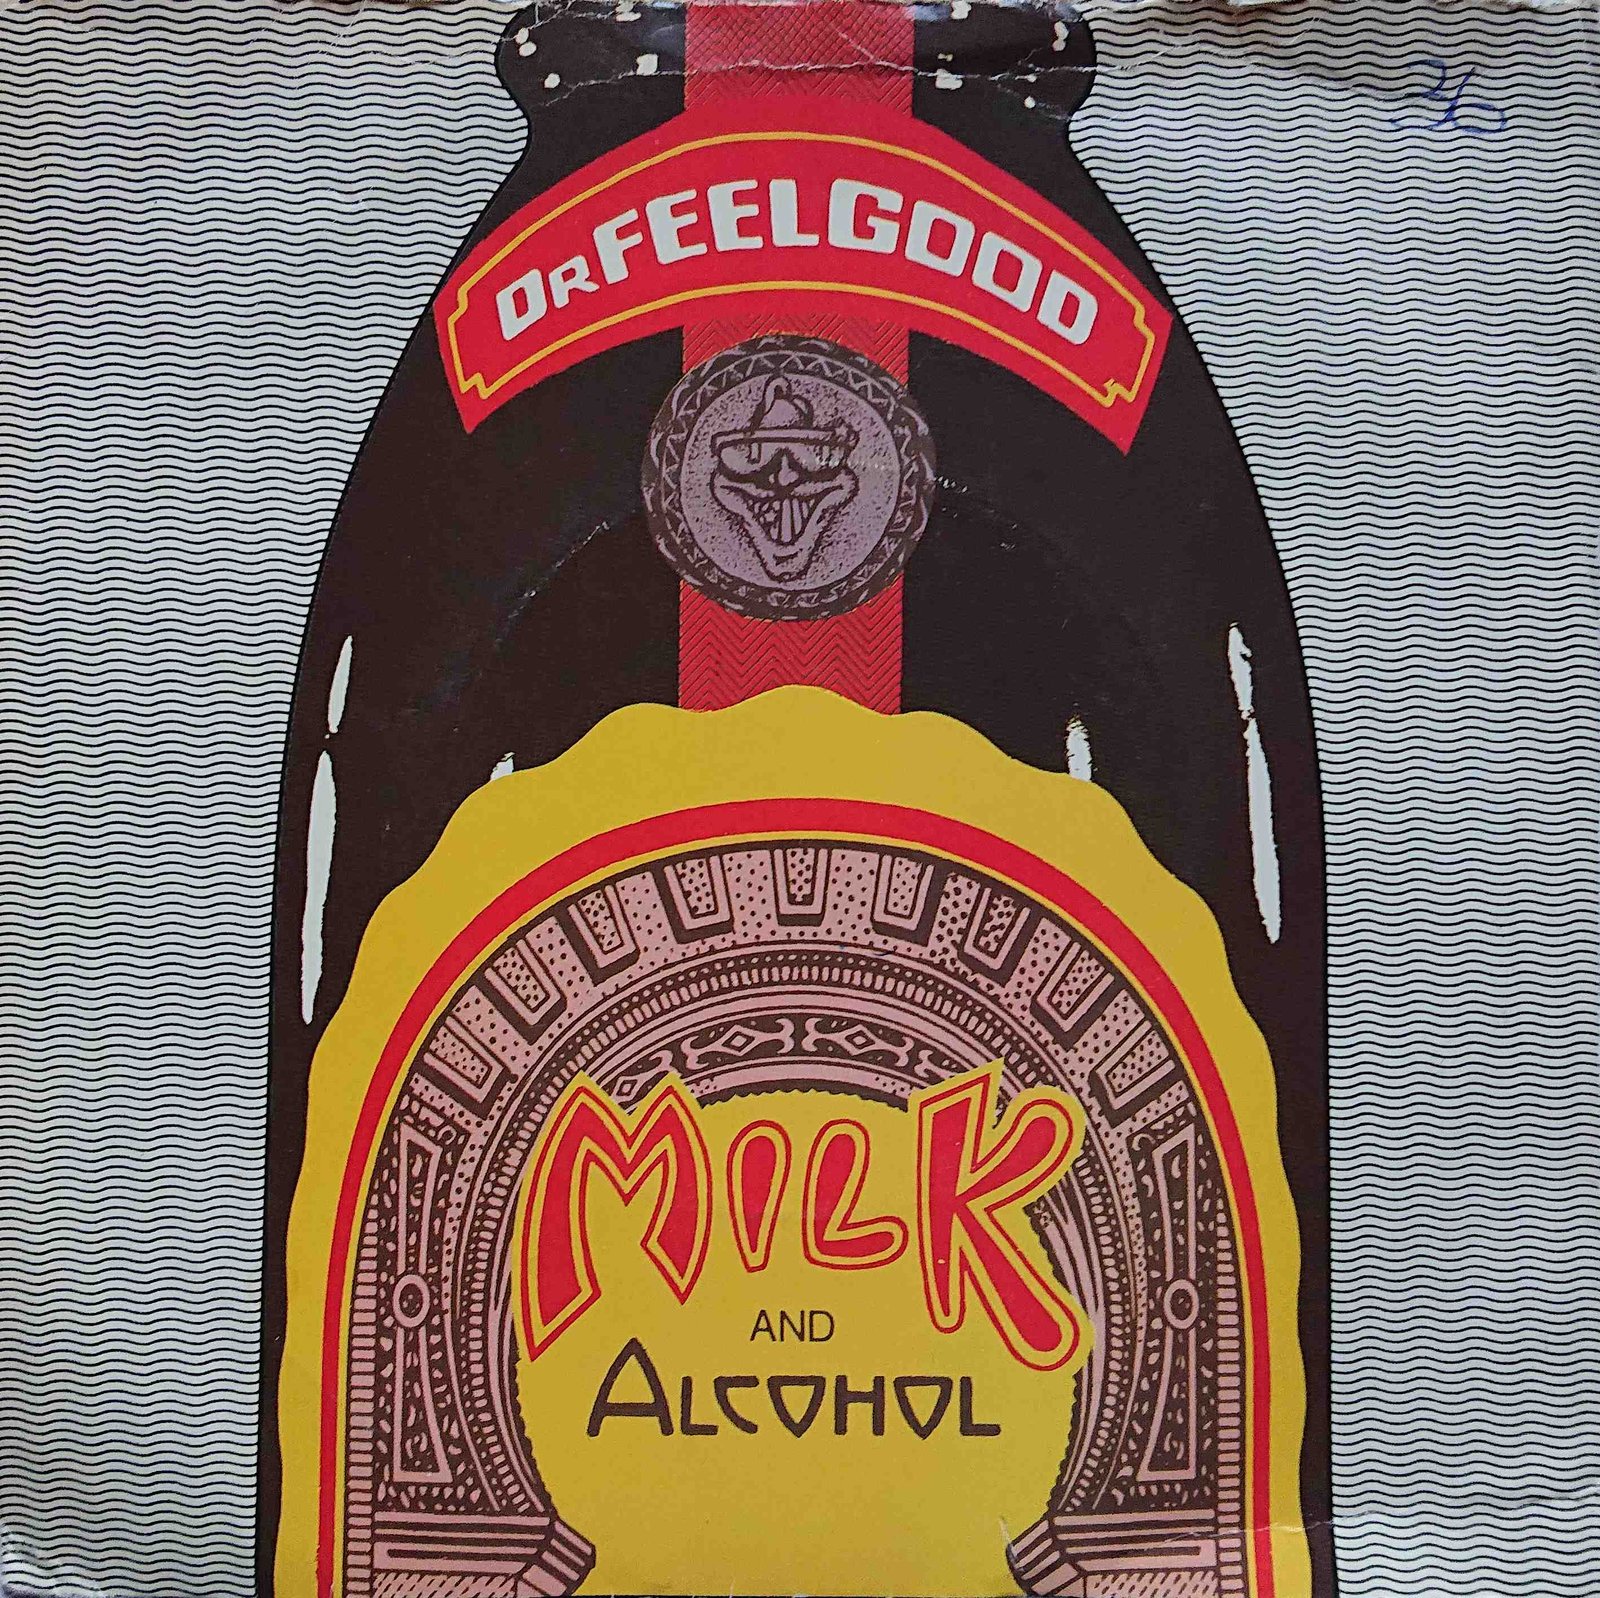 DR FEELGOOD
MILK
AND
ALCOHOL